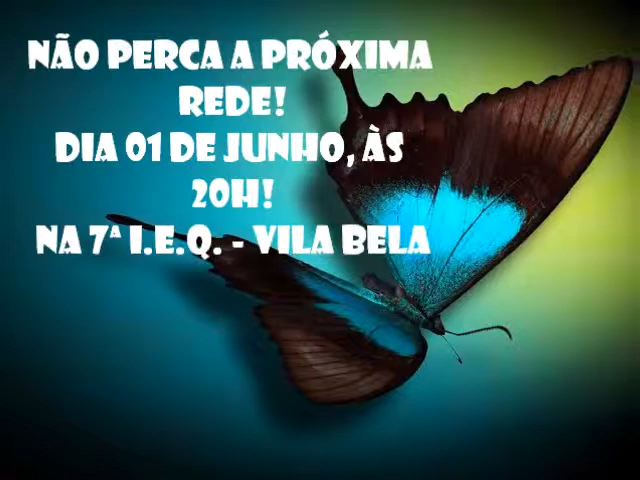 NÃO PERCA A PRÓXIMA
REDE!
DIA 01 DE JUNHO, ÀS
20H!
NA 7ª I.E.Q. - VILA BELA